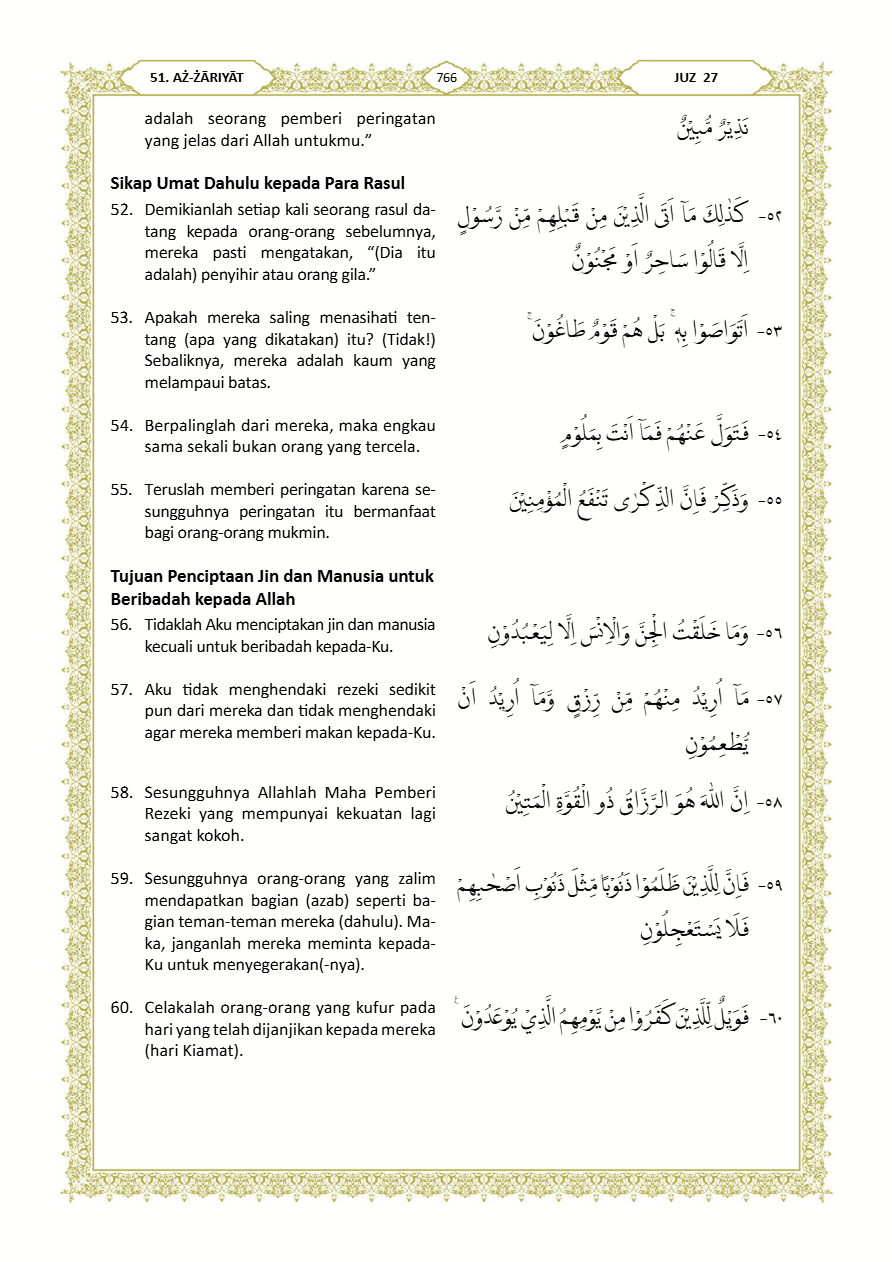 51. AŻ-ŻĀRIYĀT
766
JUZ 27
adalah seorang pemberi peringatan
yang jelas dari Allah untukmu.”
نَذِيْرٌ مُّبِيْنٌ
Sikap Umat Dahulu kepada Para Rasul
52. Demikianlah setiap kali seorang rasul da-
tang kepada orang-orang sebelumnya,
mereka pasti mengatakan, “(Dia itu
adalah) penyihir atau orang gila.”
٥٢- كَذٰلِكَ مَآ اَتَى الَّذِيْنَ مِنْ قَبْلِهِمْ مِّنْ رَّسُوْلٍ
اِلَّا قَالُوْا سَاحِرٌ اَوْ مَجْنُوْنٌ
53. Apakah mereka saling menasihati ten-
tang (apa yang dikatakan) itu? (Tidak!)
Sebaliknya, mereka adalah kaum yang
melampaui batas.
٥٣- اَتَوَاصَوْا بِهٖۚ بَلْ هُمْ قَوْمٌ طَاغُوْنَۚ
54. Berpalinglah dari mereka, maka engkau
sama sekali bukan orang yang tercela.
٥٤- فَتَوَلَّ عَنْهُمْ فَمَآ اَنْتَ بِمَلُوْمٍ
55. Teruslah memberi peringatan karena se-
sungguhnya peringatan itu bermanfaat
bagi orang-orang mukmin.
٥٥- وَذَكِّرْ فَاِنَّ الذِّكْرٰى تَنْفَعُ الْمُؤْمِنِيْنَ
Tujuan Penciptaan Jin dan Manusia untuk
Beribadah kepada Allah
56. Tidaklah Aku menciptakan jin dan manusia
kecuali untuk beribadah kepada-Ku.
٥٦- وَمَا خَلَقْتُ الْجِنَّ وَالْاِنْسَ اِلَّا لِيَعْبُدُوْنِ
57. Aku tidak menghendaki rezeki sedikit
pun dari mereka dan tidak menghendaki
agar mereka memberi makan kepada-Ku.
٥٧- مَآ اُرِيْدُ مِنْهُمْ مِّنْ رِّزْقٍ وَّمَآ اُرِيْدُ اَنْ
يُّطْعِمُوْنِ
58. Sesungguhnya Allahlah Maha Pemberi
Rezeki yang mempunyai kekuatan lagi
sangat kokoh.
٥٨- اِنَّ اللّٰهَ هُوَ الرَّزَّاقُ ذُو الْقُوَّةِ الْمَتِيْنُ
59. Sesungguhnya orang-orang yang zalim
mendapatkan bagian (azab) seperti ba-
gian teman-teman mereka (dahulu). Ma-
ka, janganlah mereka meminta kepada-
Ku untuk menyegerakan(-nya).
٥٩- فَاِنَّ لِلَّذِيْنَ ظَلَمُوْا ذَنُوْبًا مِّثْلَ ذَنُوْبِ اَصْحٰبِهِمْ
فَلَا يَسْتَعْجِلُوْنِ
60. Celakalah orang-orang yang kufur pada
hari yang telah dijanjikan kepada mereka
(hari Kiamat).
٦٠- فَوَيْلٌ لِّلَّذِيْنَ كَفَرُوْا مِنْ يَّوْمِهِمُ الَّذِيْ يُوْعَدُوْنَ ࣖ